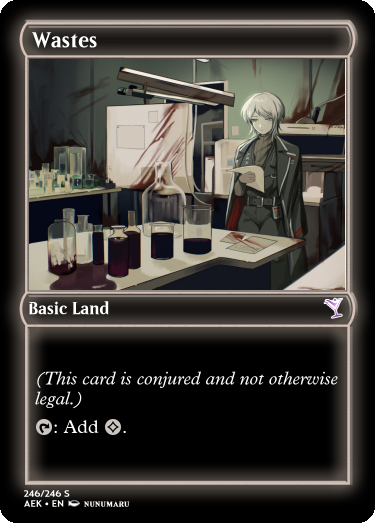 Wastes
Basic Land
(This card is conjured and not otherwise
legal.)
: Add .
246/246 S
AEK • EN NUNUMARU